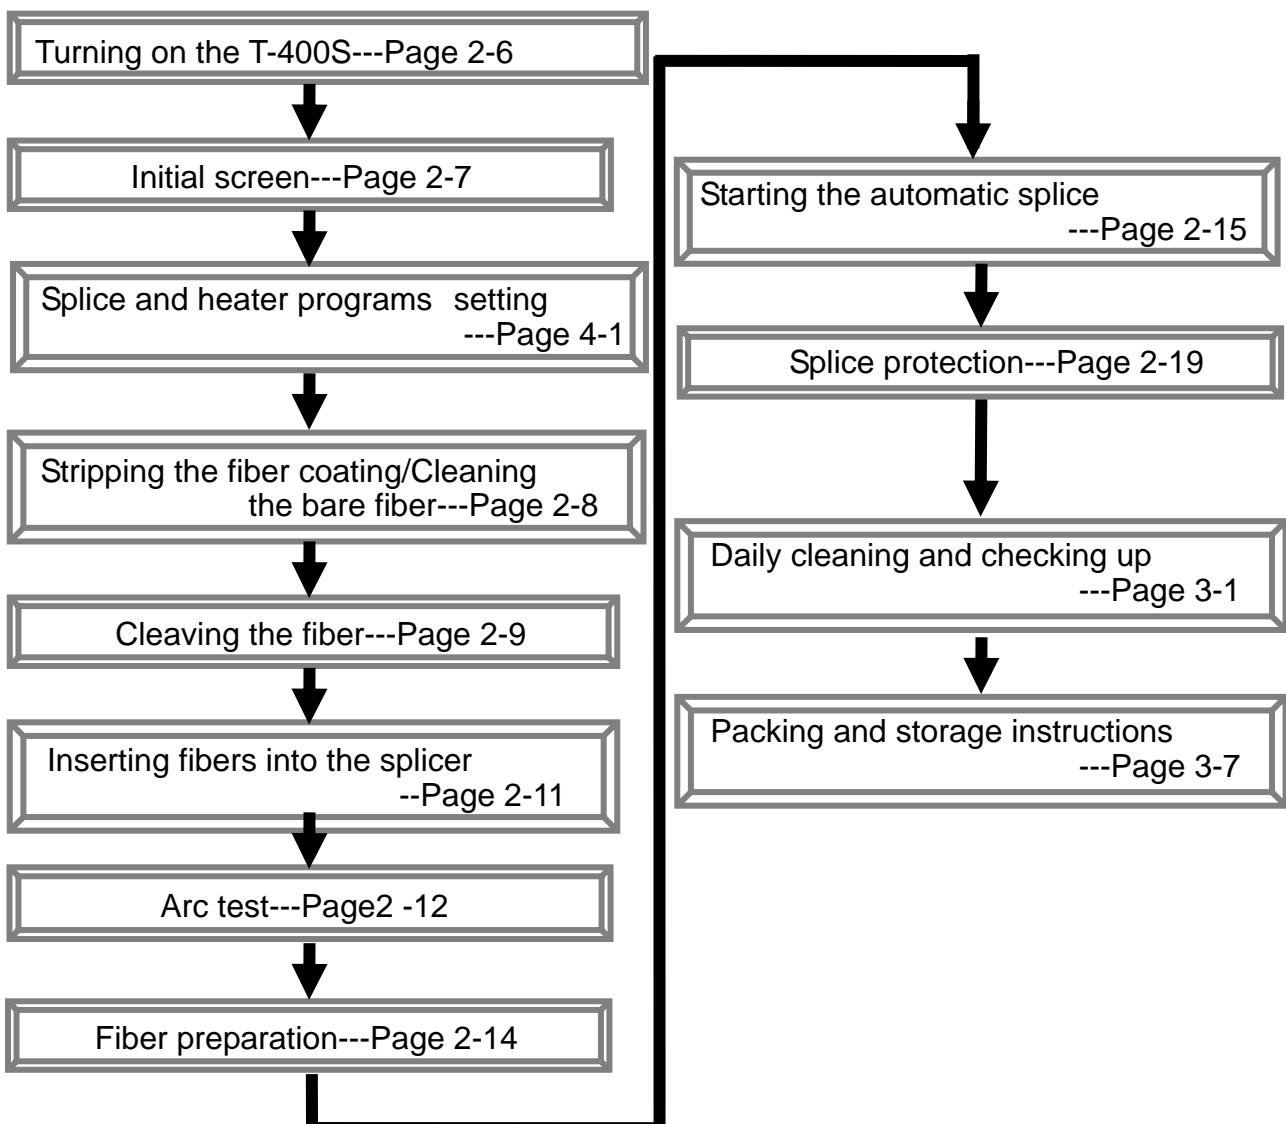 Turning on the T-400S---Page 2-6
Initial screen---Page 2-7
Splice and heater programs setting
---Page 4-1
Stripping the fiber coating/Cleaning
the bare fiber---Page 2-8
Cleaving the fiber---Page 2-9
Inserting fibers into the splicer
--Page 2-11
Arc test---Page2 -12
Fiber preparation---Page 2-14
Starting the automatic splice
---Page 2-15
Splice protection---Page 2-19
Daily cleaning and checking up
---Page 3-1
Packing and storage instructions
---Page 3-7